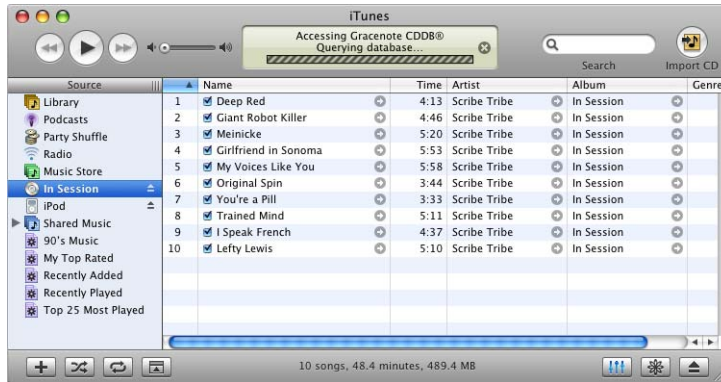 iTunes
Accessing Gracenote CDDB®
Querying database...
Search
Import CD
Source
Library
Podcasts
Party Shuffle
Radio
Music Store
In Session
iPod
Shared Music
90's Music
My Top Rated
Recently Added
Recently Played
Top 25 Most Played
Name Time Artist Album Genre
1 Deep Red 4:13 Scribe Tribe In Session
2 Giant Robot Killer 4:46 Scribe Tribe In Session
3 Meinicke 5:20 Scribe Tribe In Session
4 Girlfriend in Sonoma 5:53 Scribe Tribe In Session
5 My Voices Like You 5:58 Scribe Tribe In Session
6 Original Spin 3:44 Scribe Tribe In Session
7 You're a Pill 3:33 Scribe Tribe In Session
8 Trained Mind 5:11 Scribe Tribe In Session
9 I Speak French 4:37 Scribe Tribe In Session
10 Lefty Lewis 5:10 Scribe Tribe In Session
10 songs, 48.4 minutes, 489.4 MB